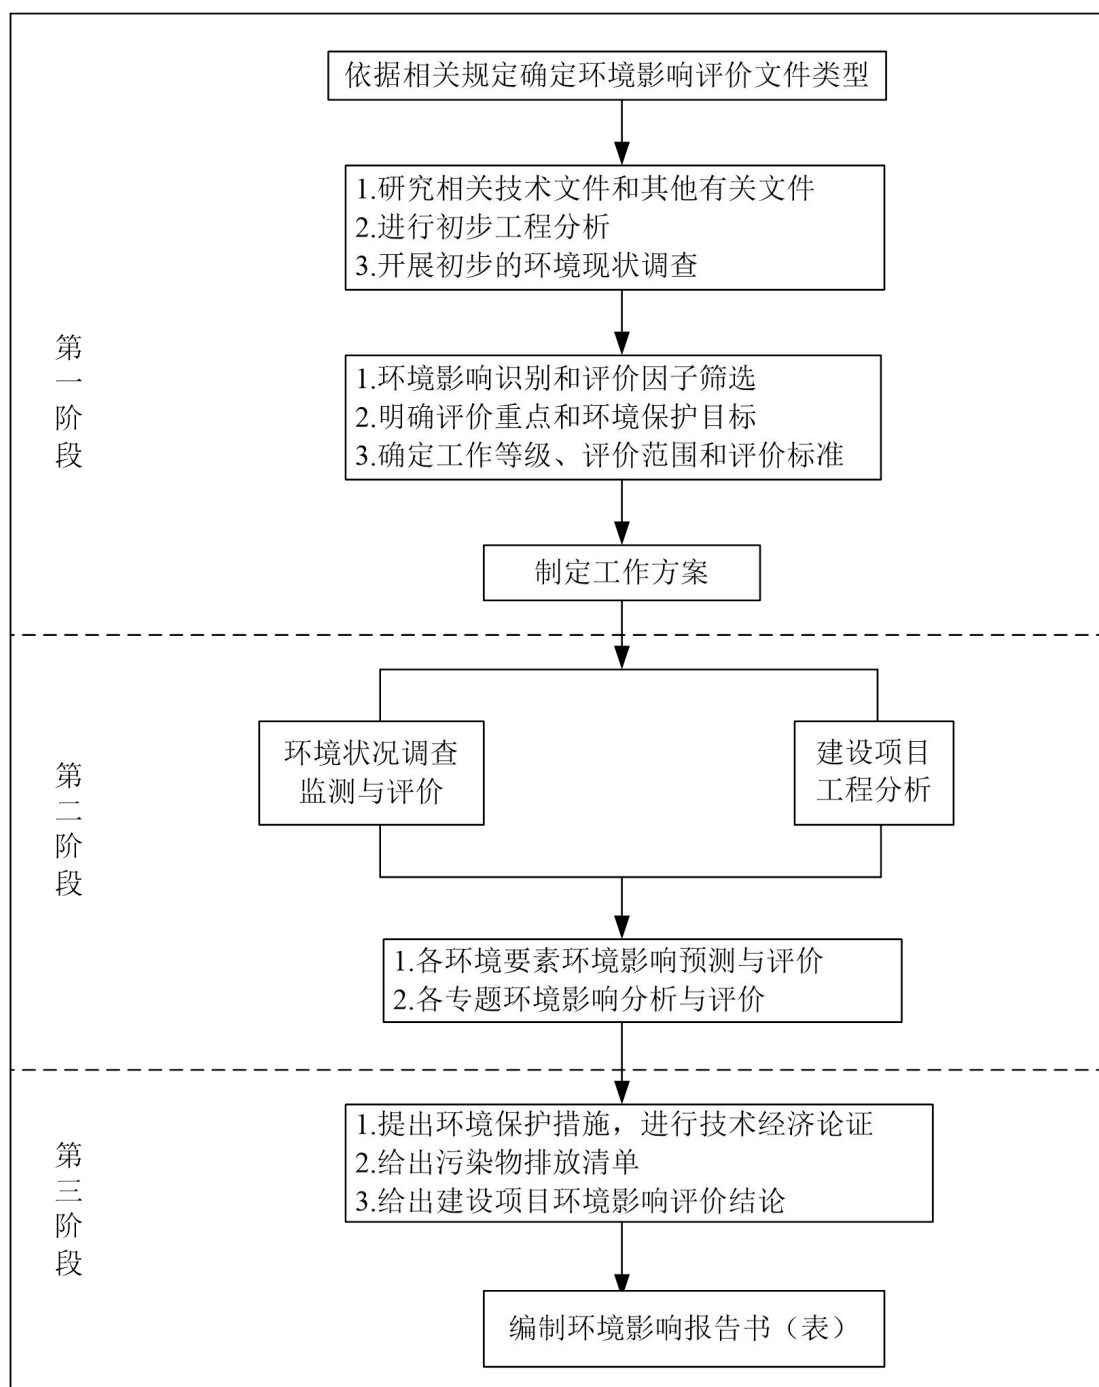 依据相关规定确定环境影响评价文件类型
1.研究相关技术文件和其他有关文件
2.进行初步工程分析
3.开展初步的环境现状调查
第一阶段
1.环境影响识别和评价因子筛选
2.明确评价重点和环境保护目标
3.确定工作等级、评价范围和评价标准
制定工作方案
第二阶段
环境状况调查
监测与评价
建设项目
工程分析
1.各环境要素环境影响预测与评价
2.各专题环境影响分析与评价
第三阶段
1.提出环境保护措施，进行技术经济论证
2.给出污染物排放清单
3.给出建设项目环境影响评价结论
编制环境影响报告书（表）